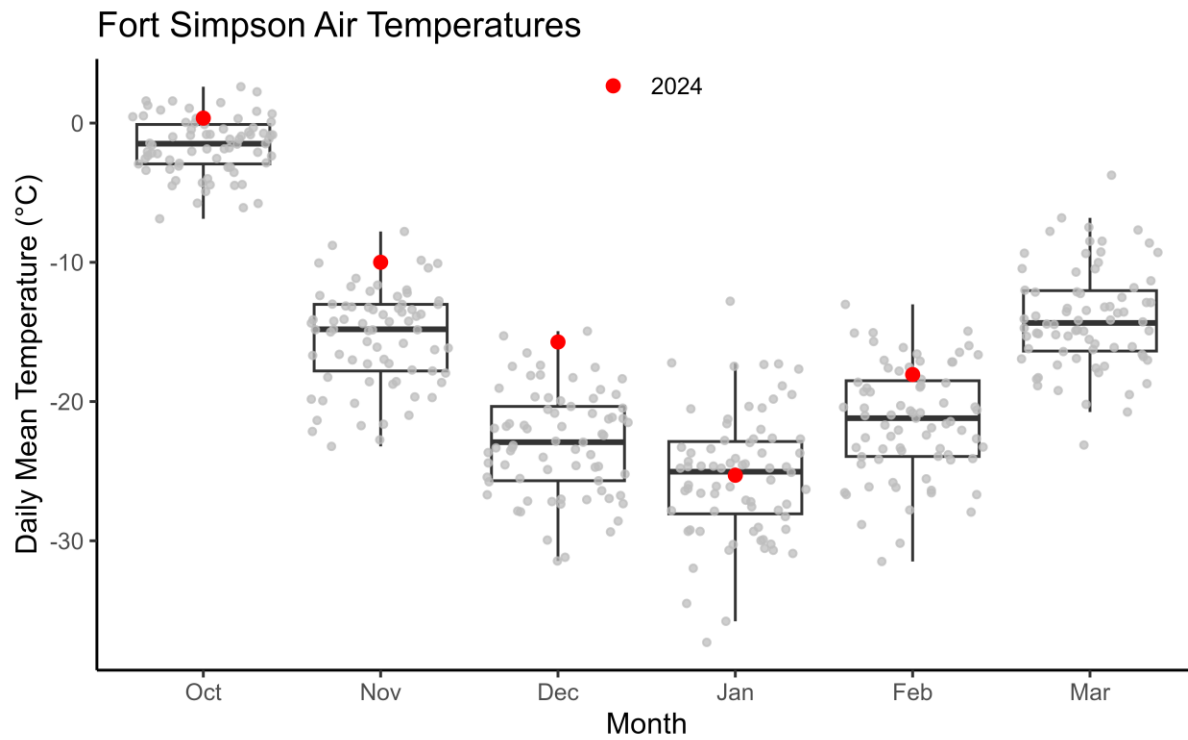 Fort Simpson Air Temperatures
2024
Daily Mean Temperature (°C)
0
-10
-20
-30
Oct Nov Dec Jan Feb Mar
Month